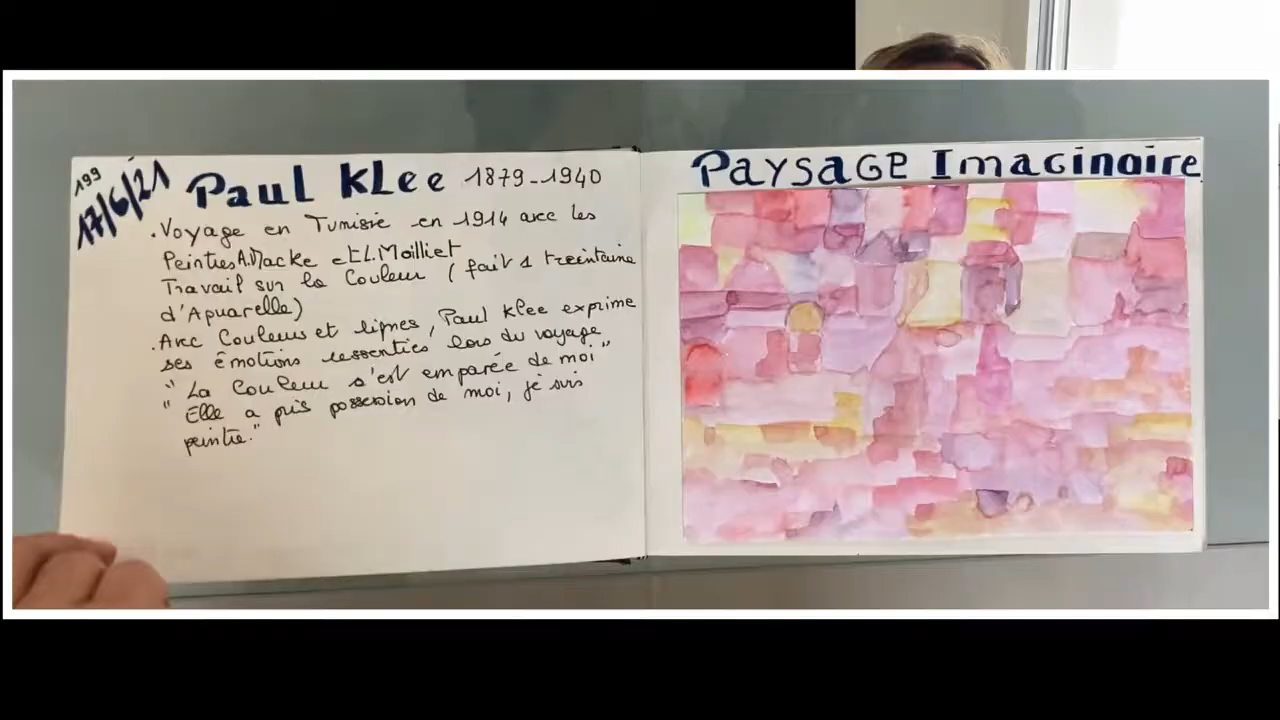 199
17/6/21
Paul KLee 1879-1940
. Voyage en Tunisie en 1914 avec les
Peintres A.Macke et L.Moilliet
Travail sur la Couleur (fait 1 treintaine
d'Aquarelle)
. Avec Couleurs et lignes, Paul Klee exprime
ses émotions ressenties lors du voyage
"La Couleur s'est emparée de moi"
"Elle a pris possession de moi, je suis
peintre."
PAYSAGE Imaginaire